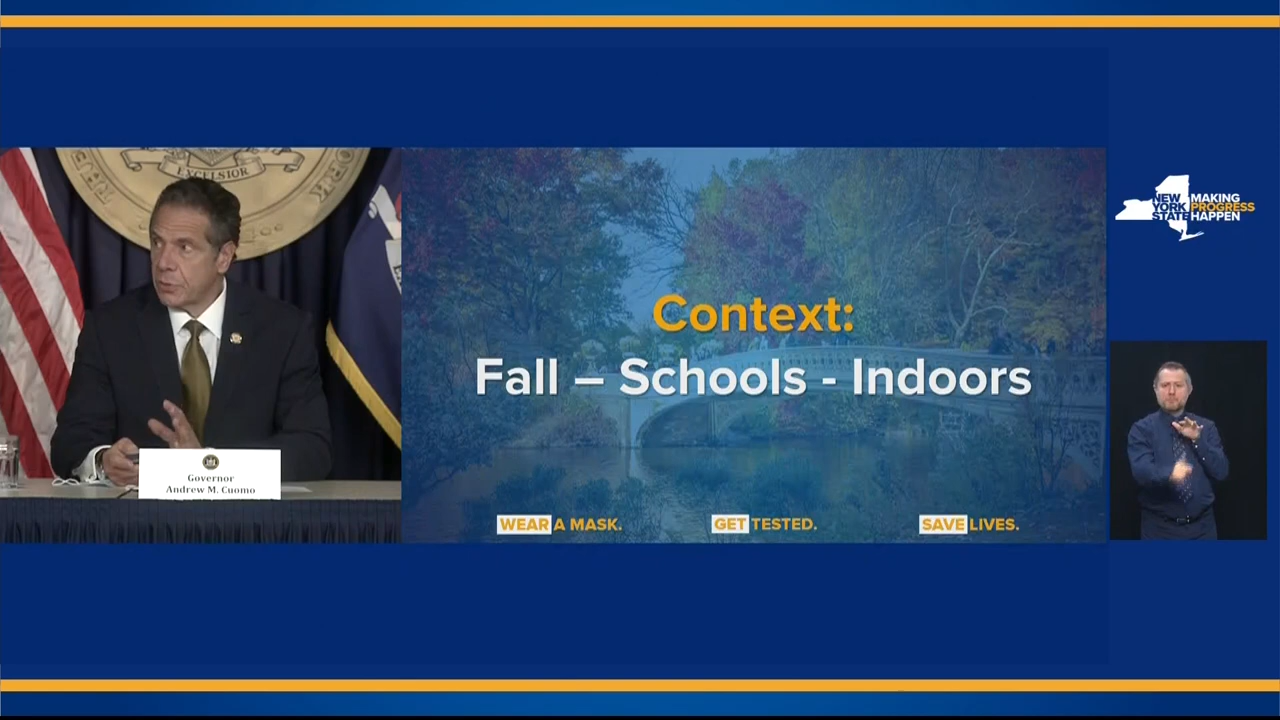 EXCELSIOR
Governor
Andrew M. Cuomo
Context:
Fall – Schools - Indoors
WEAR A MASK.
GET TESTED.
SAVE LIVES.
NEW
YORK
STATE
MAKING
PROGRESS
HAPPEN